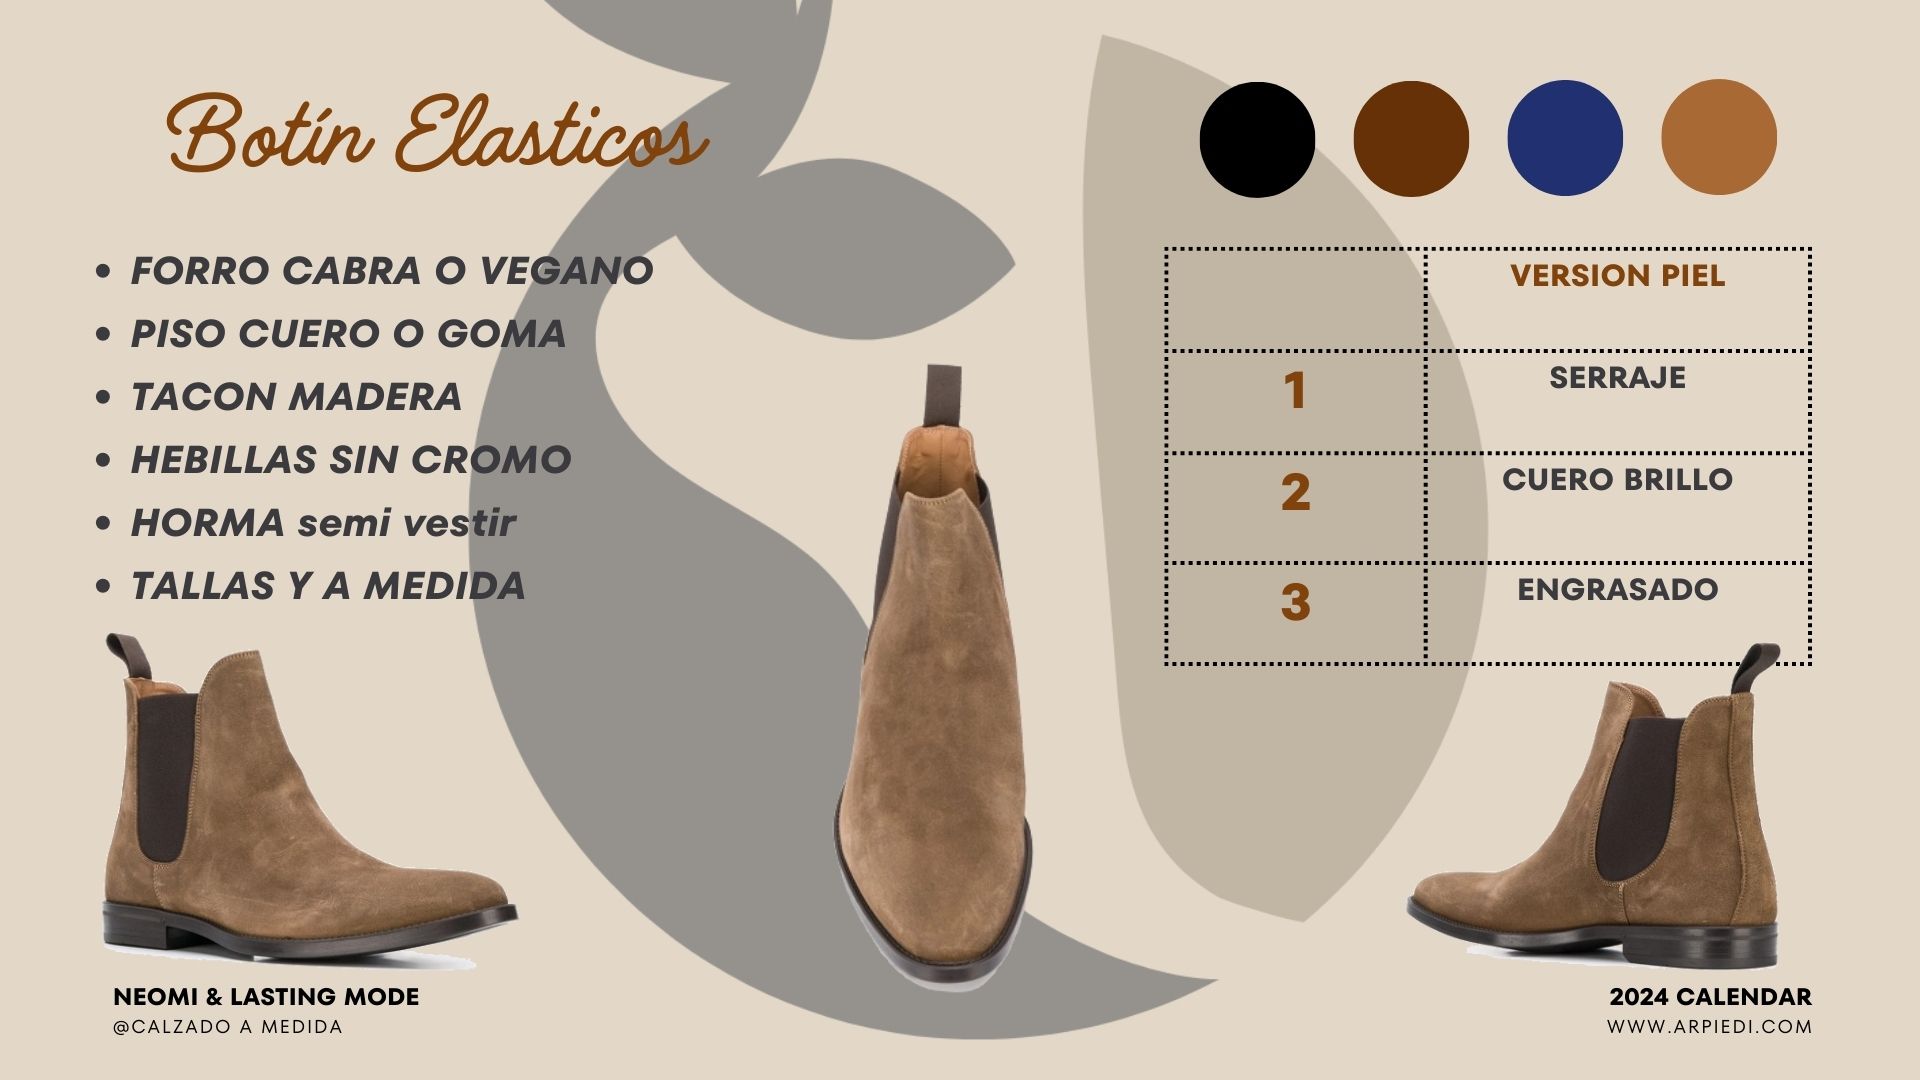 Botín Elasticos
• FORRO CABRA O VEGANO
• PISO CUERO O GOMA
• TACON MADERA
• HEBILLAS SIN CROMO
• HORMA semi vestir
• TALLAS Y A MEDIDA
VERSION PIEL
1 SERRAJE
2 CUERO BRILLO
3 ENGRASADO
NEOMI & LASTING MODE
@CALZADO A MEDIDA
2024 CALENDAR
WWW.ARPIEDI.COM